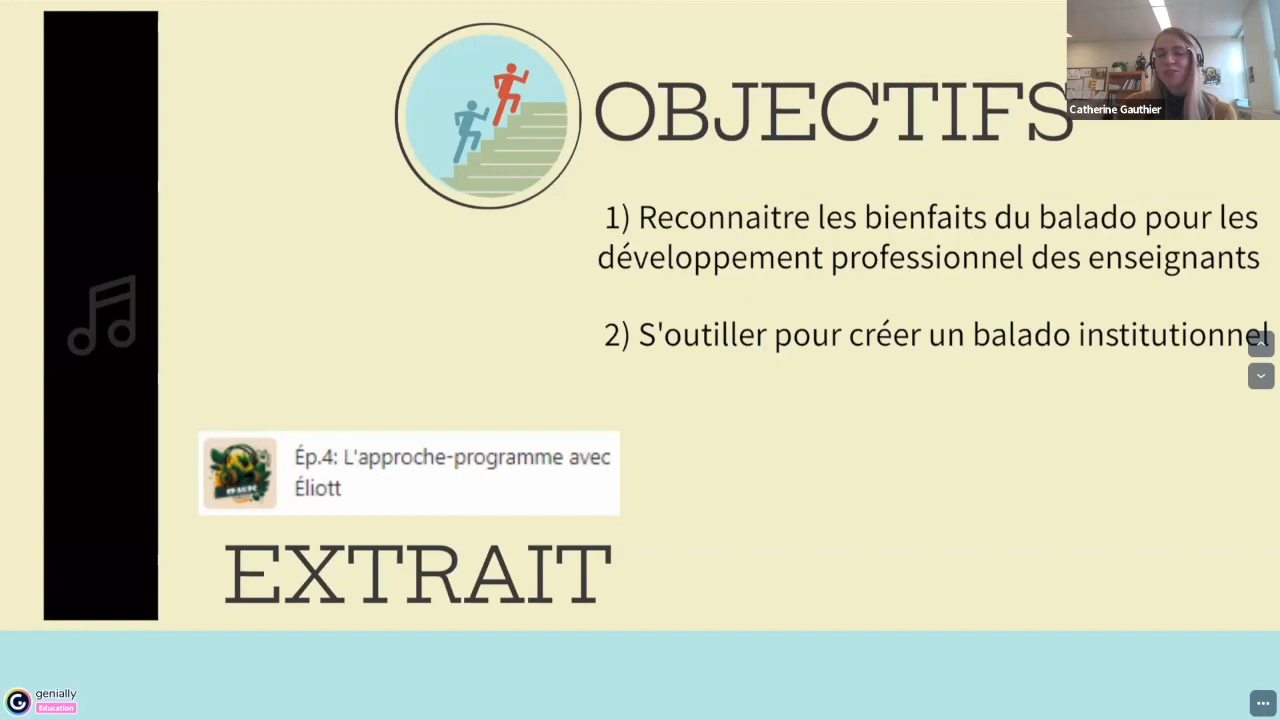 OBJECTIFS
Catherine Gauthier
1) Reconnaitre les bienfaits du balado pour les
développement professionnel des enseignants
2) S'outiller pour créer un balado institutionnel
Ép.4: L'approche-programme avec
Éliott
EXTRAIT
genially
Education